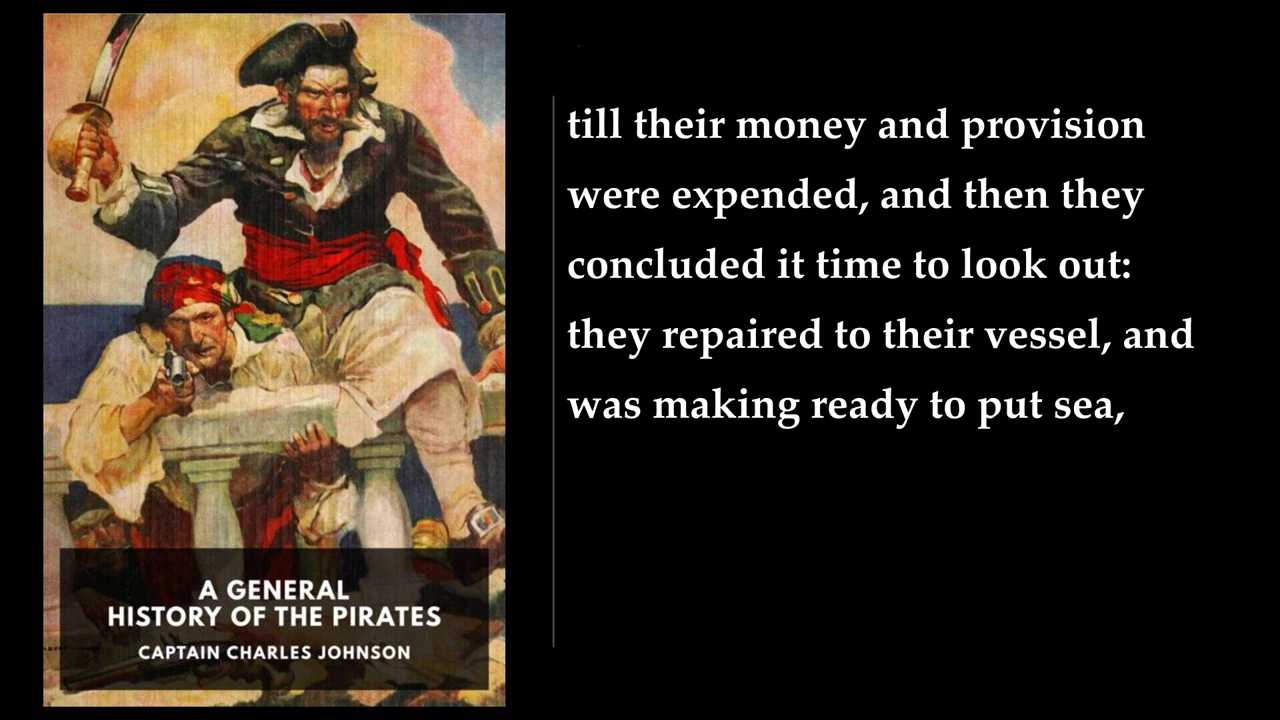 till their money and provision
were expended, and then they
concluded it time to look out:
they repaired to their vessel, and
was making ready to put sea,
A GENERAL
HISTORY OF THE PIRATES
CAPTAIN CHARLES JOHNSON